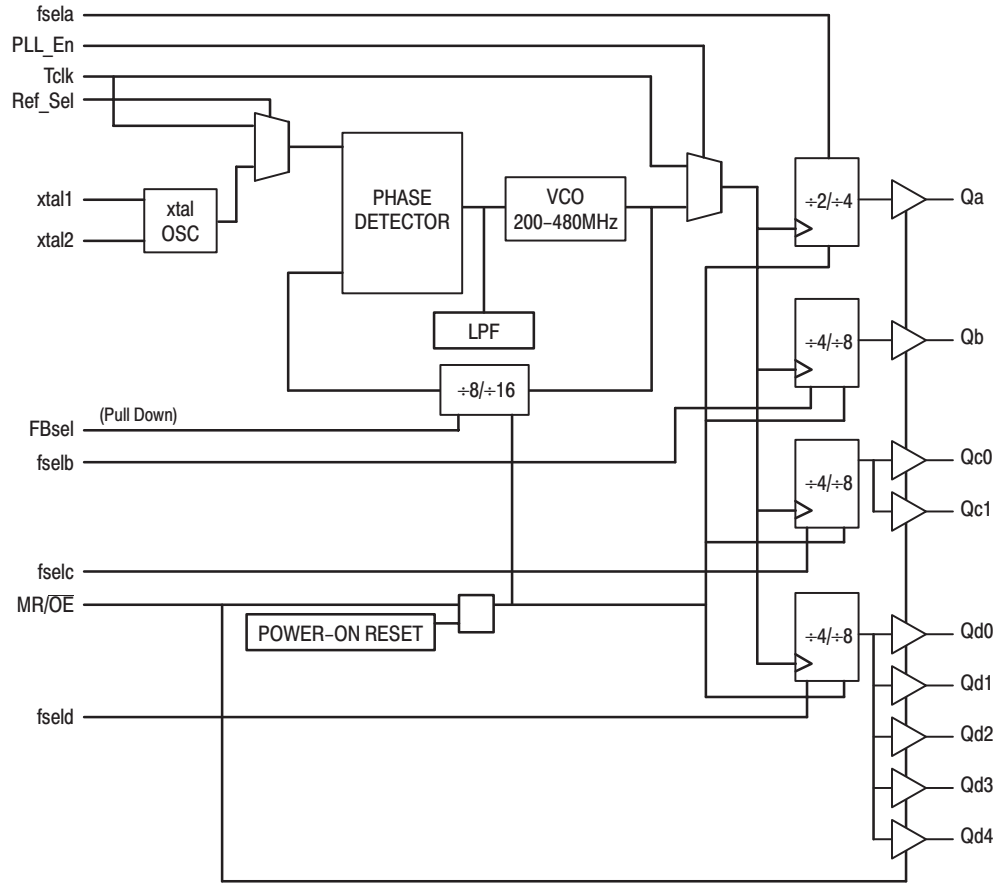 fsela
PLL_En
Tclk
Ref_Sel
xtal1
xtal2
xtal
OSC
PHASE
DETECTOR
VCO
200–480MHz
LPF
÷8/÷16
FBsel
(Pull Down)
fselb
fselc
MR/OE
POWER–ON RESET
fseld
÷2/÷4
Qa
÷4/÷8
Qb
÷4/÷8
Qc0
Qc1
÷4/÷8
Qd0
Qd1
Qd2
Qd3
Qd4